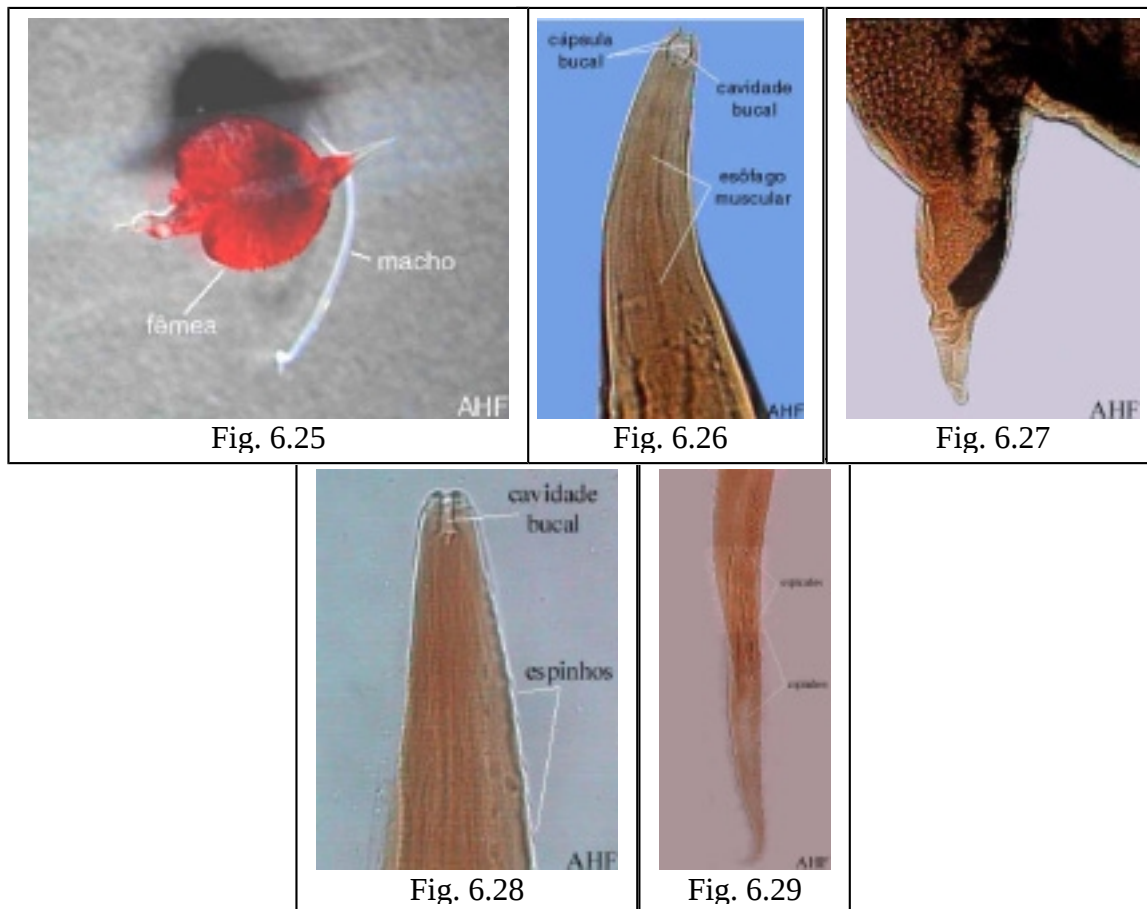 macho
fêmea
AHF
Fig. 6.25
cápsula
bucal
cavidade
bucal
esôfago
muscular
AHF
Fig. 6.26
AHF
Fig. 6.27
cavidade
bucal
espinhos
AHF
Fig. 6.28
AHF
Fig. 6.29